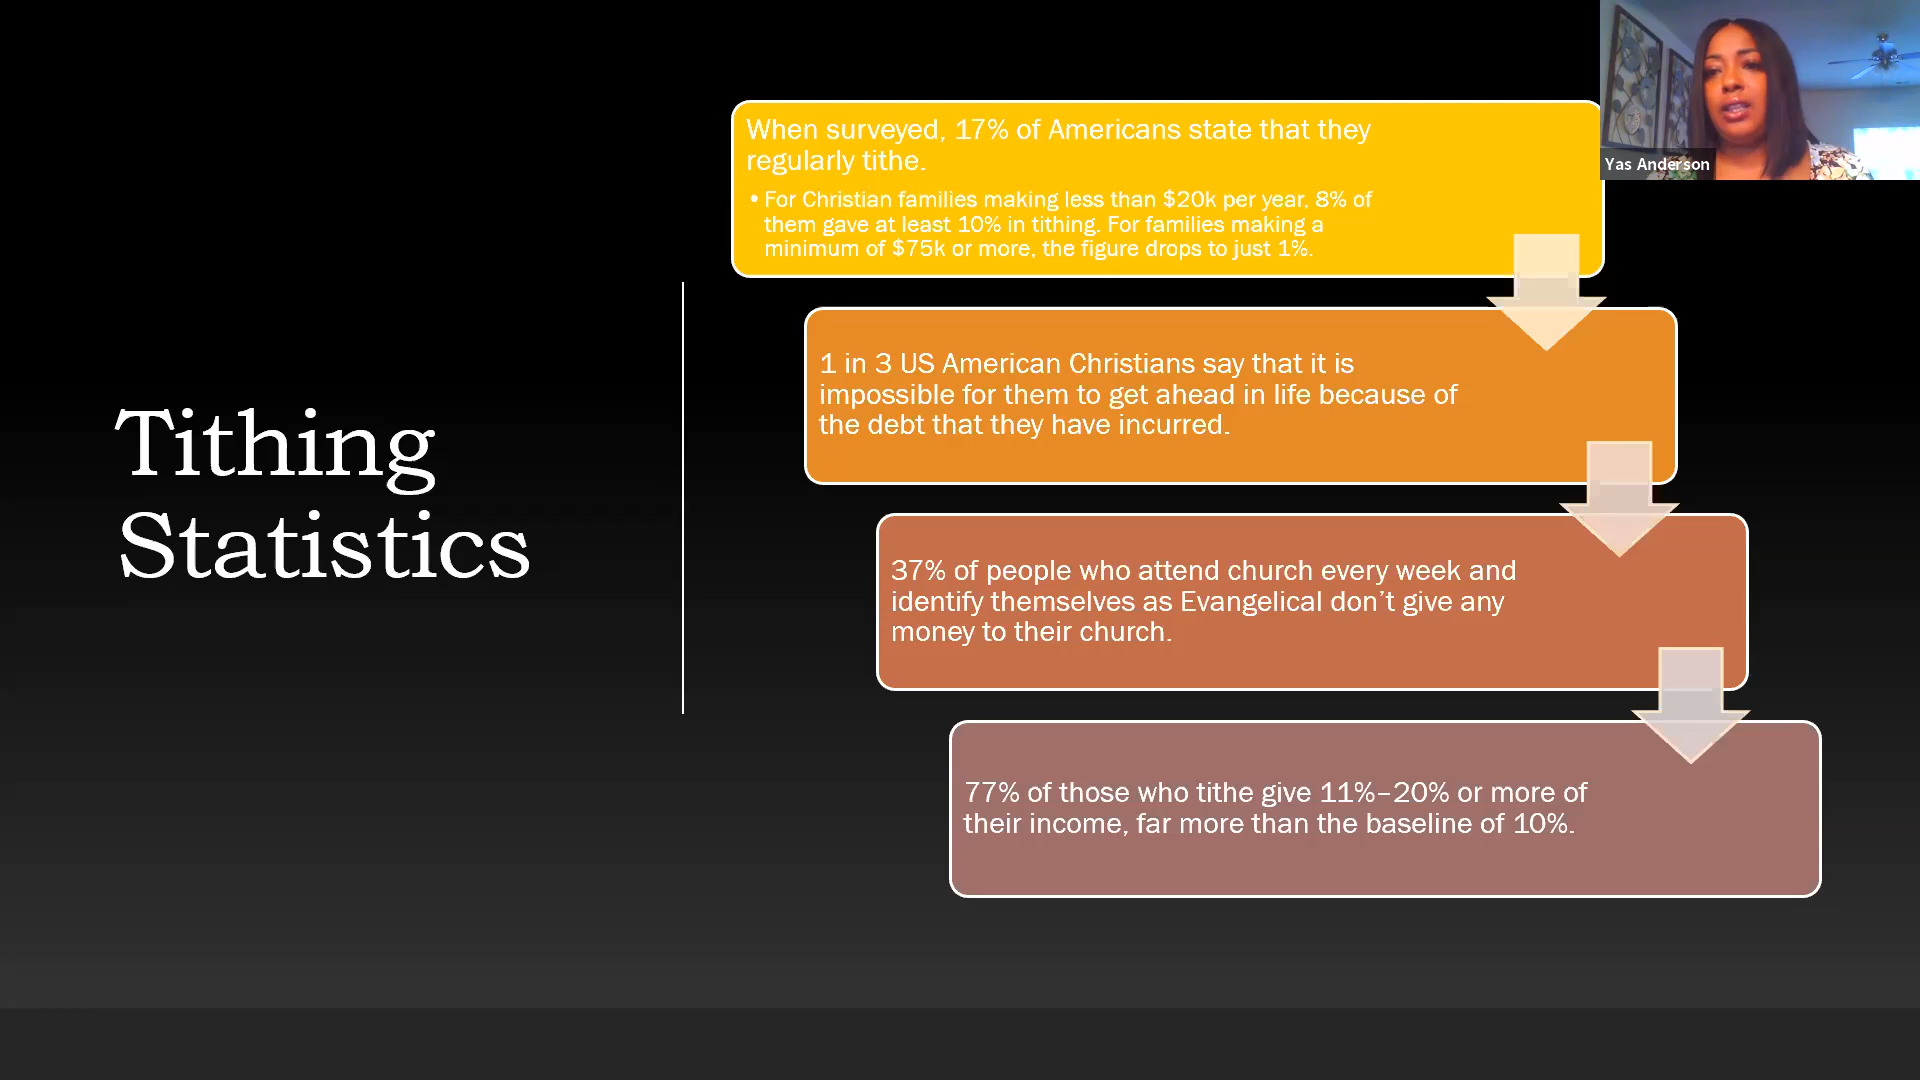 Tithing
Statistics
When surveyed, 17% of Americans state that they
regularly tithe.
• For Christian families making less than $20k per year, 8% of
them gave at least 10% in tithing. For families making a
minimum of $75k or more, the figure drops to just 1%.
1 in 3 US American Christians say that it is
impossible for them to get ahead in life because of
the debt that they have incurred.
37% of people who attend church every week and
identify themselves as Evangelical don’t give any
money to their church.
77% of those who tithe give 11%–20% or more of
their income, far more than the baseline of 10%.
Yas Anderson